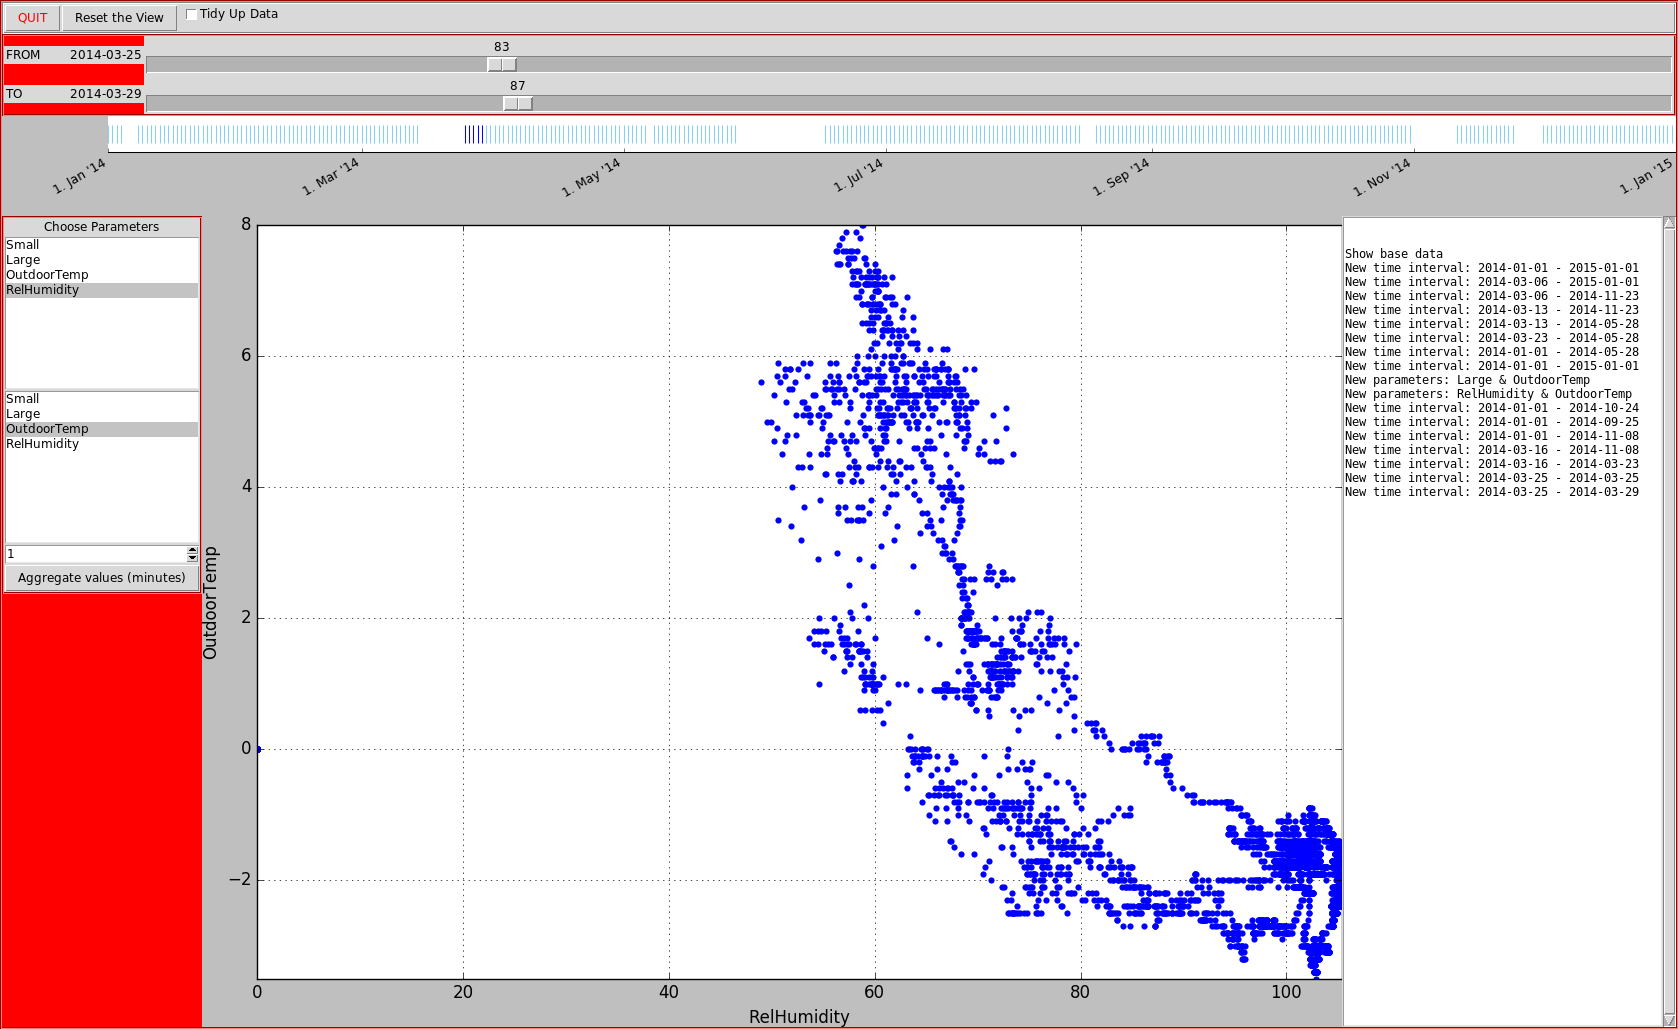 QUIT Reset the View Tidy Up Data
83
FROM 2014-03-25
87
TO 2014-03-29
1. Jan '14 1. Mar '14 1. May '14 1. Jul '14 1. Sep '14 1. Nov '14 1. Jan '15
Choose Parameters
Small
Large
OutdoorTemp
RelHumidity
Small
Large
OutdoorTemp
RelHumidity
1
Aggregate values (minutes)
OutdoorTemp
8
6
4
2
0
−2
0 20 40 60 80 100
RelHumidity
Show base data
New time interval: 2014-01-01 - 2015-01-01
New time interval: 2014-03-06 - 2015-01-01
New time interval: 2014-03-06 - 2014-11-23
New time interval: 2014-03-13 - 2014-11-23
New time interval: 2014-03-13 - 2014-05-28
New time interval: 2014-03-23 - 2014-05-28
New time interval: 2014-01-01 - 2014-05-28
New time interval: 2014-01-01 - 2015-01-01
New parameters: Large & OutdoorTemp
New parameters: RelHumidity & OutdoorTemp
New time interval: 2014-01-01 - 2014-10-24
New time interval: 2014-01-01 - 2014-09-25
New time interval: 2014-01-01 - 2014-11-08
New time interval: 2014-03-16 - 2014-11-08
New time interval: 2014-03-16 - 2014-03-23
New time interval: 2014-03-25 - 2014-03-25
New time interval: 2014-03-25 - 2014-03-29